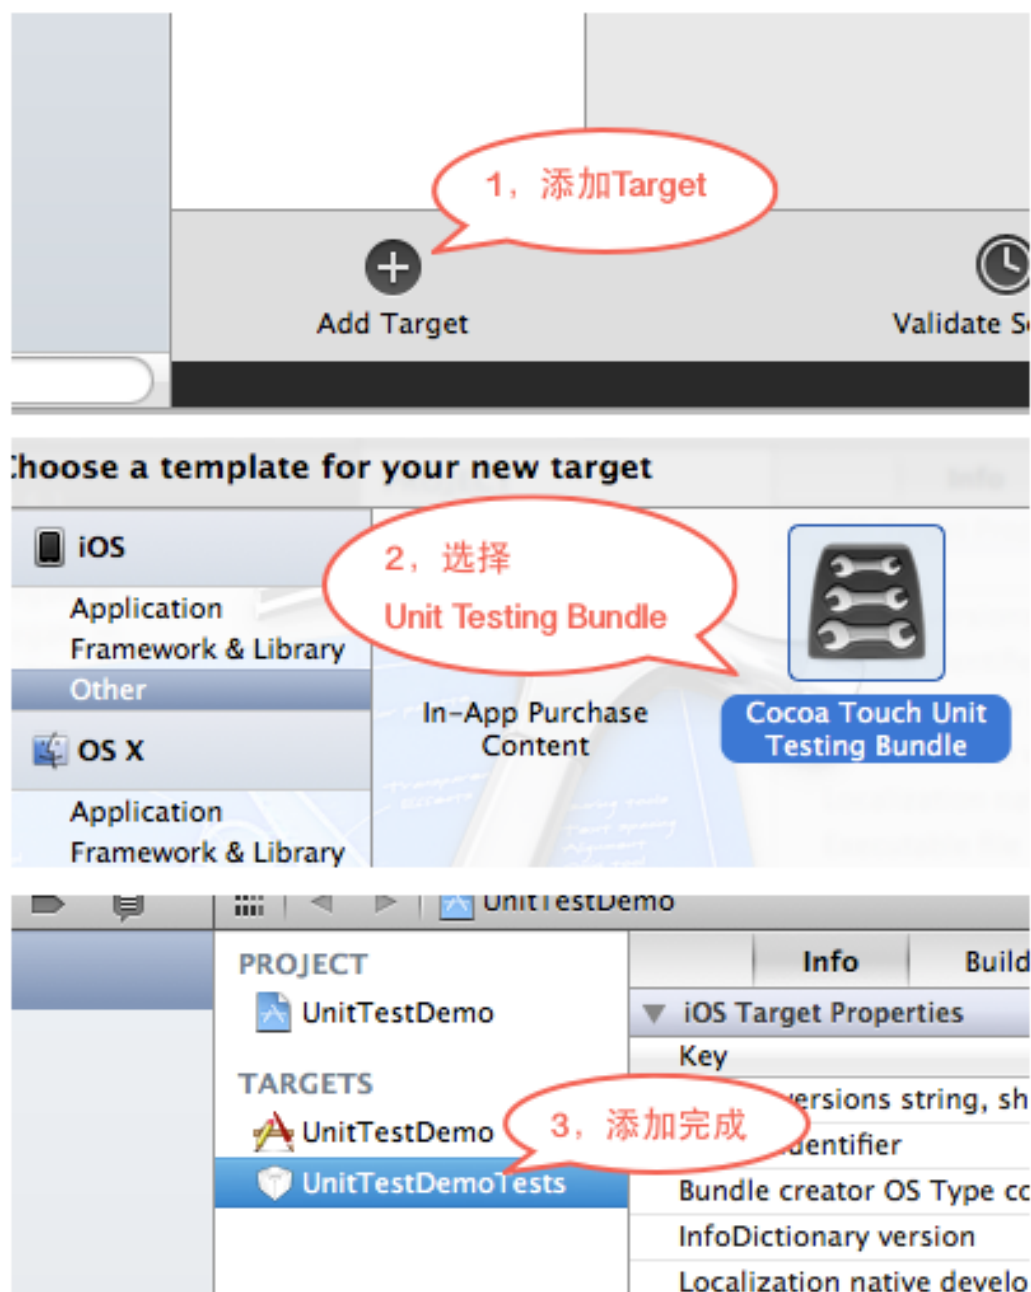 1，添加Target
Add Target
Validate S
Choose a template for your new target
Info
iOS
2，选择
Unit Testing Bundle
Application
Framework & Library
Other
In-App Purchase
Content
Cocoa Touch Unit
Testing Bundle
OS X
Application
Framework & Library
UnitTestDemo
PROJECT
Info
Build
UnitTestDemo
iOS Target Properties
Key
TARGETS
versions string, sh
UnitTestDemo
3，添加完成
dentifier
UnitTestDemoTests
Bundle creator OS Type cc
InfoDictionary version
Localization native develo